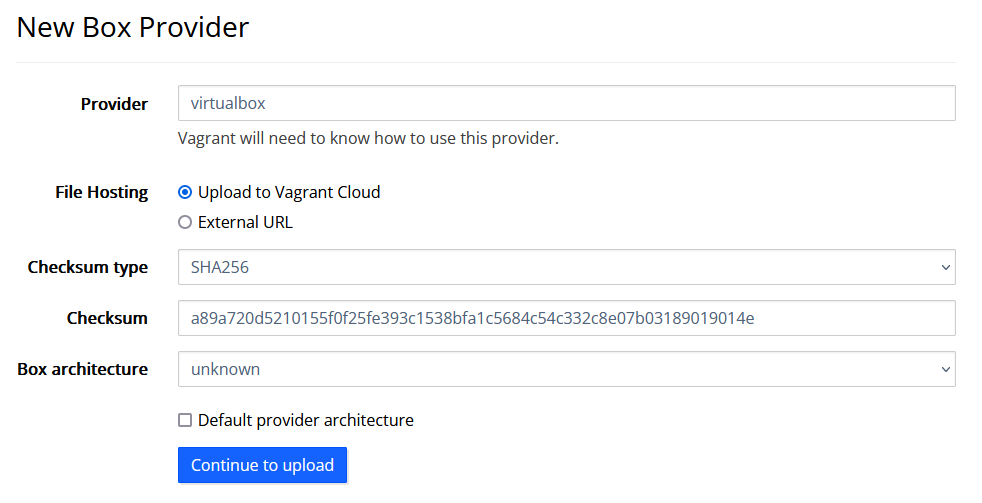 New Box Provider
Provider
virtualbox
Vagrant will need to know how to use this provider.
File Hosting
Upload to Vagrant Cloud
External URL
Checksum type
SHA256
Checksum
a89a720d5210155f0f25fe393c1538bfa1c5684c54c332c8e07b03189019014e
Box architecture
unknown
Default provider architecture
Continue to upload